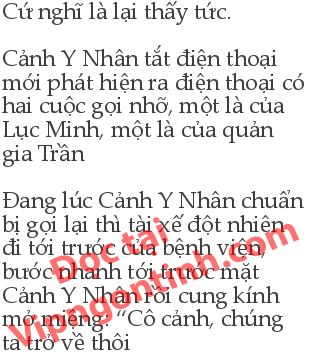 Cứ nghĩ là lại thấy tức.
Cảnh Y Nhân tắt điện thoại
mới phát hiện ra điện thoại có
hai cuộc gọi nhỡ, một là của
Lục Minh, một là của quản
gia Trần
Đang lúc Cảnh Y Nhân chuẩn
bị gọi lại thì tài xế đột nhiên
đi tới trước cửa bệnh viện,
bước nhanh tới trước mặt
Cảnh Y Nhân rồi cung kính
mở miệng: “Cô cảnh, chúng
ta trở về thôi
Doc tai
Vipngontinh.com